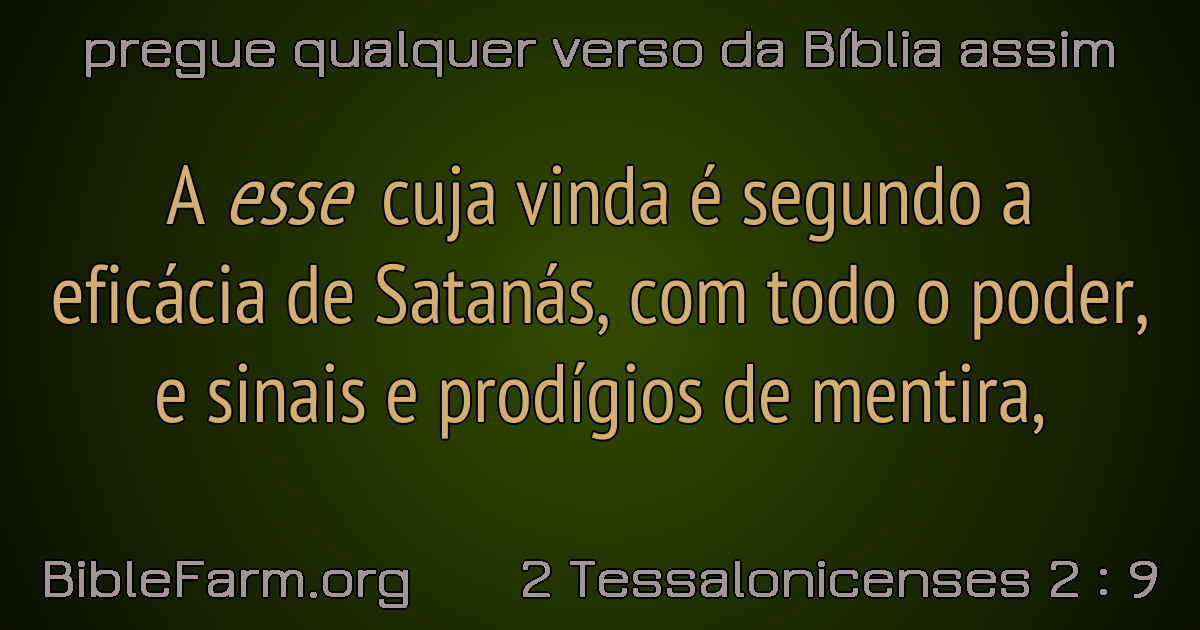 pregue qualquer verso da Bíblia assim
A esse cuja vinda é segundo a
eficácia de Satanás, com todo o poder,
e sinais e prodígios de mentira,
BibleFarm.org 2 Tessalonicenses 2 : 9